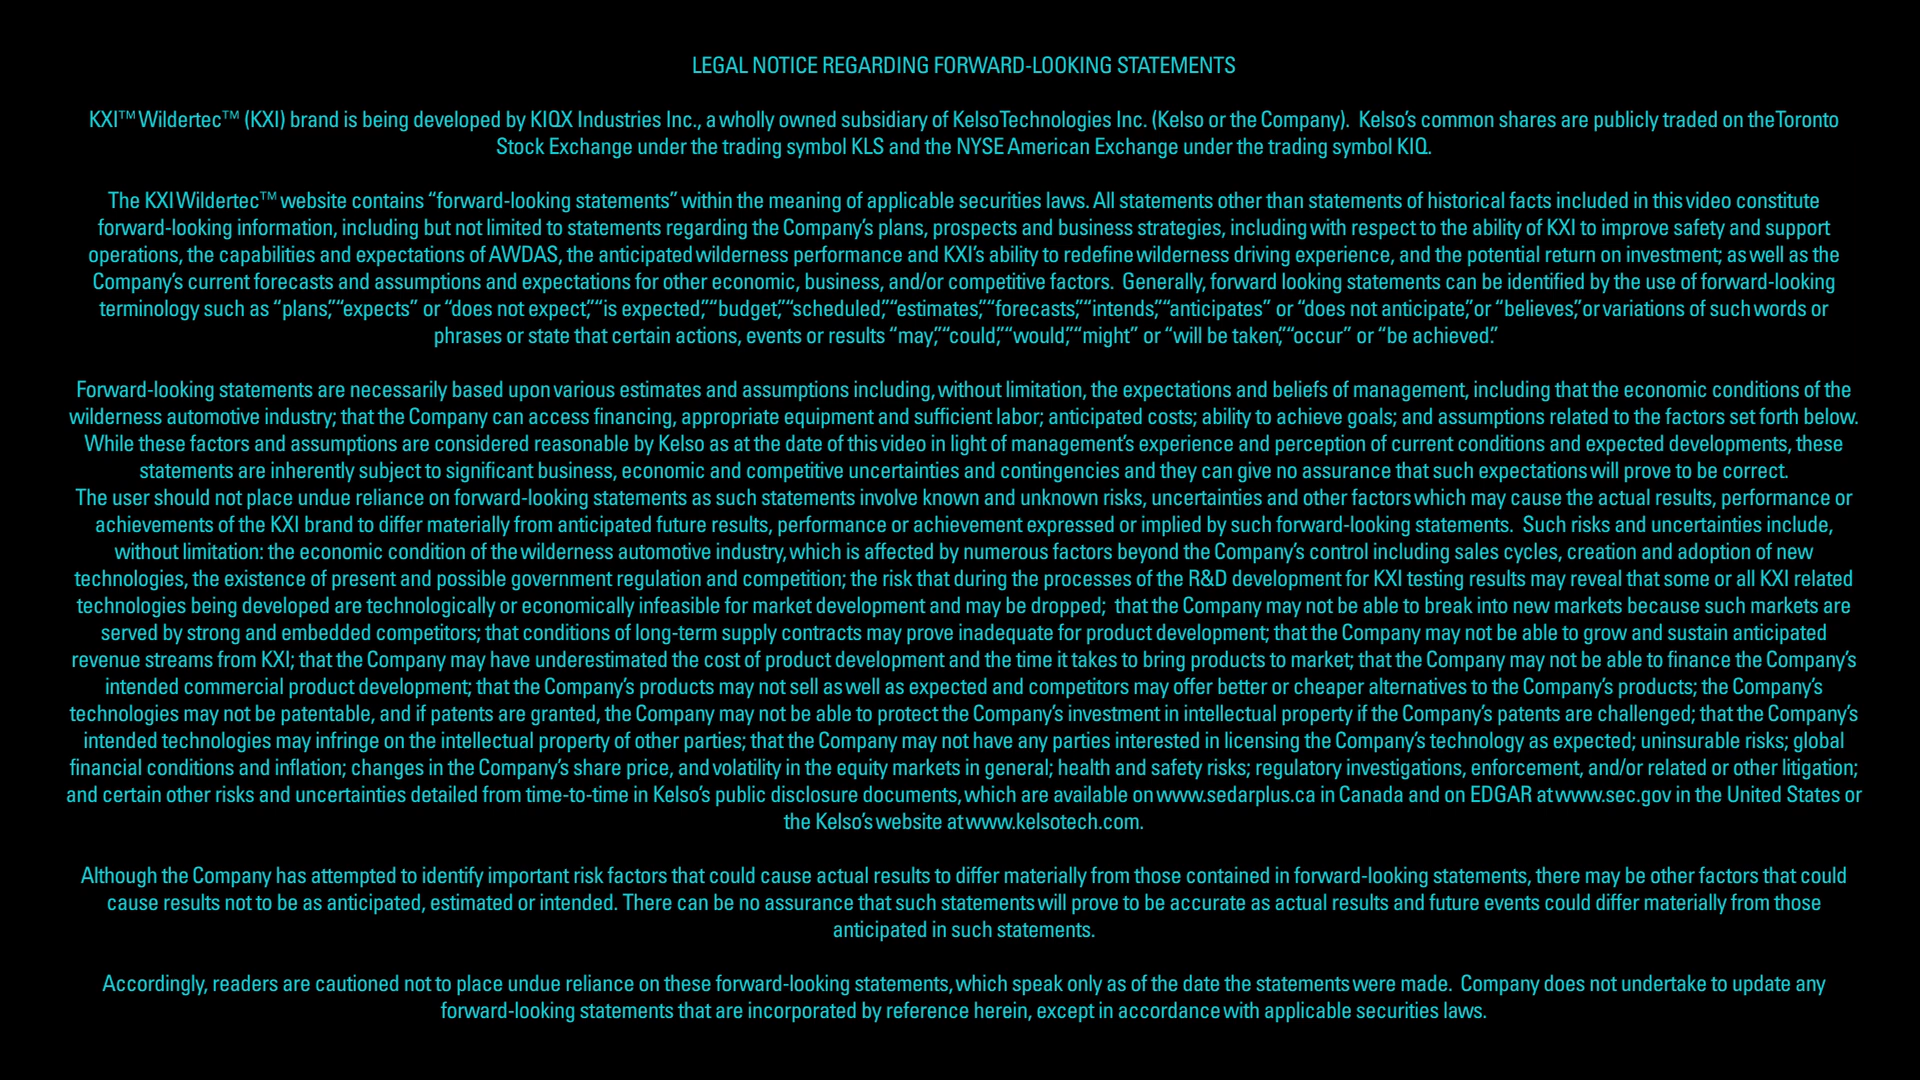 LEGAL NOTICE REGARDING FORWARD-LOOKING STATEMENTS
KXI™ Wildertec™ (KXI) brand is being developed by KIQX Industries Inc., a wholly owned subsidiary of Kelso Technologies Inc. (Kelso or the Company).  Kelso’s common shares are publicly traded on the Toronto
Stock Exchange under the trading symbol KLS and the NYSE American Exchange under the trading symbol KIQ.
The KXI Wildertec™ website contains “forward-looking statements” within the meaning of applicable securities laws. All statements other than statements of historical facts included in this video constitute
forward-looking information, including but not limited to statements regarding the Company’s plans, prospects and business strategies, including with respect to the ability of KXI to improve safety and support
operations, the capabilities and expectations of AWDAS, the anticipated wilderness performance and KXI’s ability to redefine wilderness driving experience, and the potential return on investment; as well as the
Company’s current forecasts and assumptions and expectations for other economic, business, and/or competitive factors.  Generally, forward looking statements can be identified by the use of forward-looking
terminology such as “plans,” “expects” or “does not expect,” “is expected,” “budget,” “scheduled,” “estimates,” “forecasts,” “intends,” “anticipates” or “does not anticipate,” or “believes,” or variations of such words or
phrases or state that certain actions, events or results “may,” “could,” “would,” “might” or “will be taken,” “occur” or “be achieved.”
Forward-looking statements are necessarily based upon various estimates and assumptions including, without limitation, the expectations and beliefs of management, including that the economic conditions of the
wilderness automotive industry; that the Company can access financing, appropriate equipment and sufficient labor; anticipated costs; ability to achieve goals; and assumptions related to the factors set forth below.
While these factors and assumptions are considered reasonable by Kelso as at the date of this video in light of management’s experience and perception of current conditions and expected developments, these
statements are inherently subject to significant business, economic and competitive uncertainties and contingencies and they can give no assurance that such expectations will prove to be correct.
The user should not place undue reliance on forward-looking statements as such statements involve known and unknown risks, uncertainties and other factors which may cause the actual results, performance or
achievements of the KXI brand to differ materially from anticipated future results, performance or achievement expressed or implied by such forward-looking statements.  Such risks and uncertainties include,
without limitation: the economic condition of the wilderness automotive industry, which is affected by numerous factors beyond the Company’s control including sales cycles, creation and adoption of new
technologies, the existence of present and possible government regulation and competition; the risk that during the processes of the R&D development for KXI testing results may reveal that some or all KXI related
technologies being developed are technologically or economically infeasible for market development and may be dropped;  that the Company may not be able to break into new markets because such markets are
served by strong and embedded competitors; that conditions of long-term supply contracts may prove inadequate for product development; that the Company may not be able to grow and sustain anticipated
revenue streams from KXI; that the Company may have underestimated the cost of product development and the time it takes to bring products to market; that the Company may not be able to finance the Company’s
intended commercial product development; that the Company’s products may not sell as well as expected and competitors may offer better or cheaper alternatives to the Company’s products; the Company’s
technologies may not be patentable, and if patents are granted, the Company may not be able to protect the Company’s investment in intellectual property if the Company’s patents are challenged; that the Company’s
intended technologies may infringe on the intellectual property of other parties; that the Company may not have any parties interested in licensing the Company’s technology as expected; uninsurable risks; global
financial conditions and inflation; changes in the Company’s share price, and volatility in the equity markets in general; health and safety risks; regulatory investigations, enforcement, and/or related or other litigation;
and certain other risks and uncertainties detailed from time-to-time in Kelso’s public disclosure documents, which are available on www.sedarplus.ca in Canada and on EDGAR at www.sec.gov in the United States or
the Kelso’s website at www.kelsotech.com.
Although the Company has attempted to identify important risk factors that could cause actual results to differ materially from those contained in forward-looking statements, there may be other factors that could
cause results not to be as anticipated, estimated or intended. There can be no assurance that such statements will prove to be accurate as actual results and future events could differ materially from those
anticipated in such statements.
Accordingly, readers are cautioned not to place undue reliance on these forward-looking statements, which speak only as of the date the statements were made.  Company does not undertake to update any
forward-looking statements that are incorporated by reference herein, except in accordance with applicable securities laws.